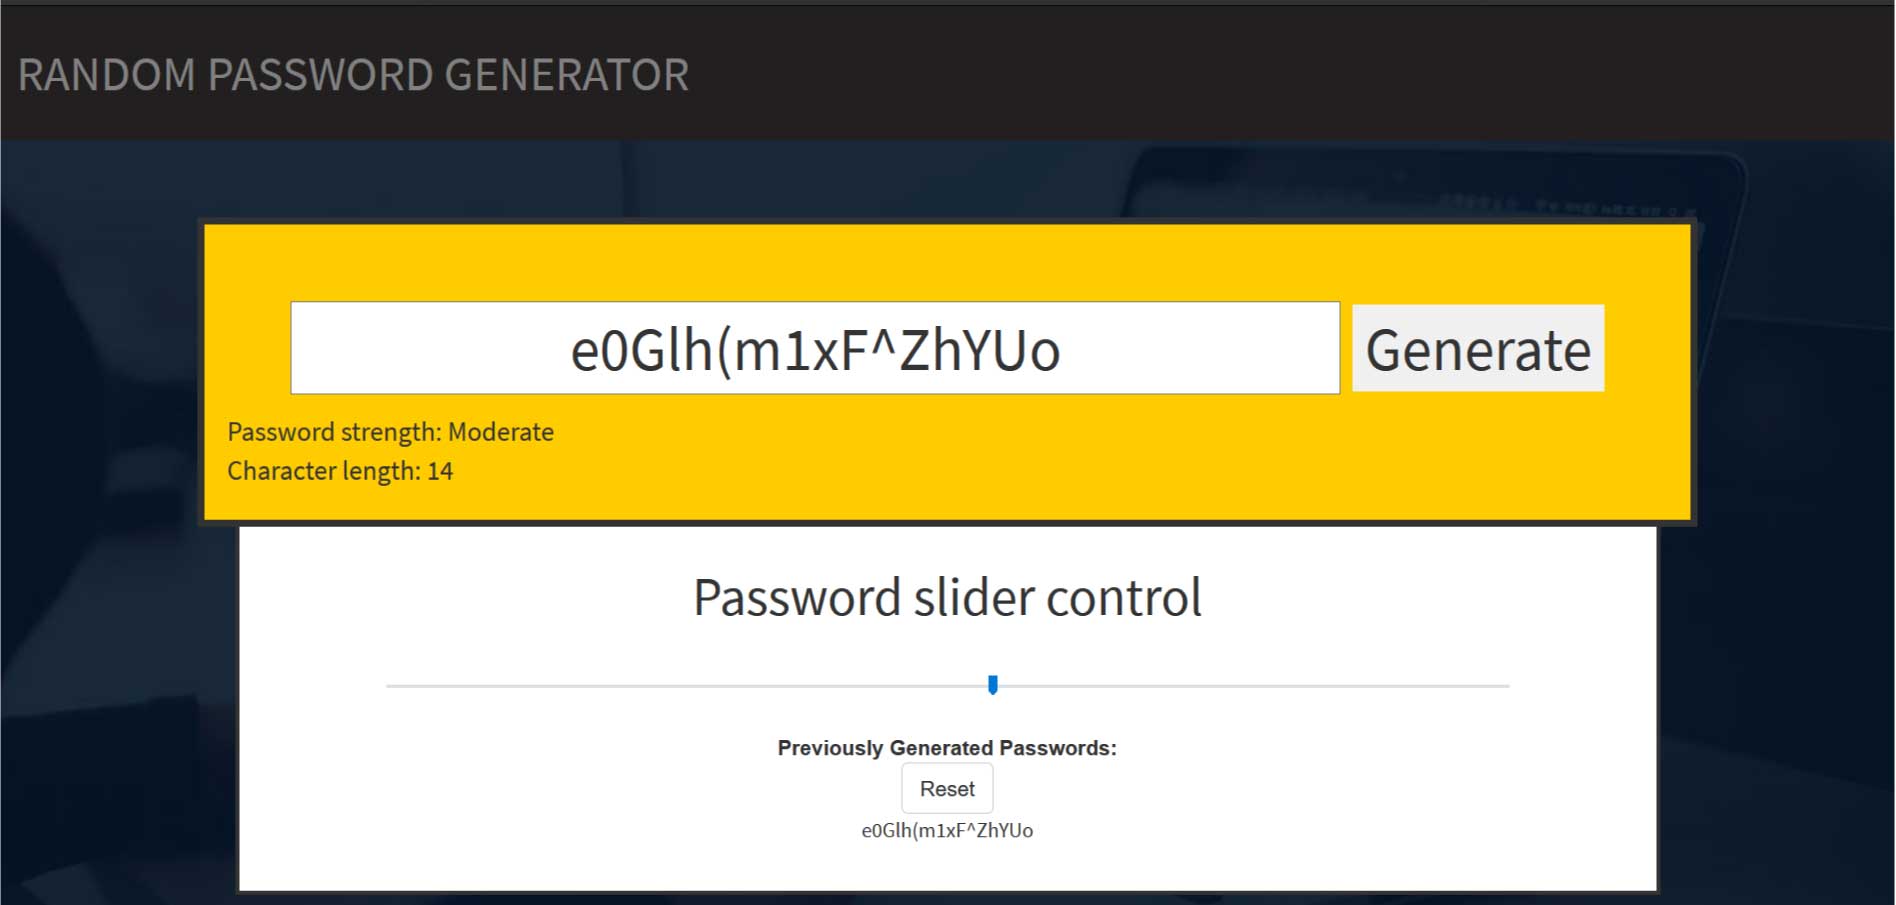 RANDOM PASSWORD GENERATOR
e0Glh(m1xF^ZhYUo
Generate
Password strength: Moderate
Character length: 14
Password slider control
Previously Generated Passwords:
Reset
e0Glh(m1xF^ZhYUo